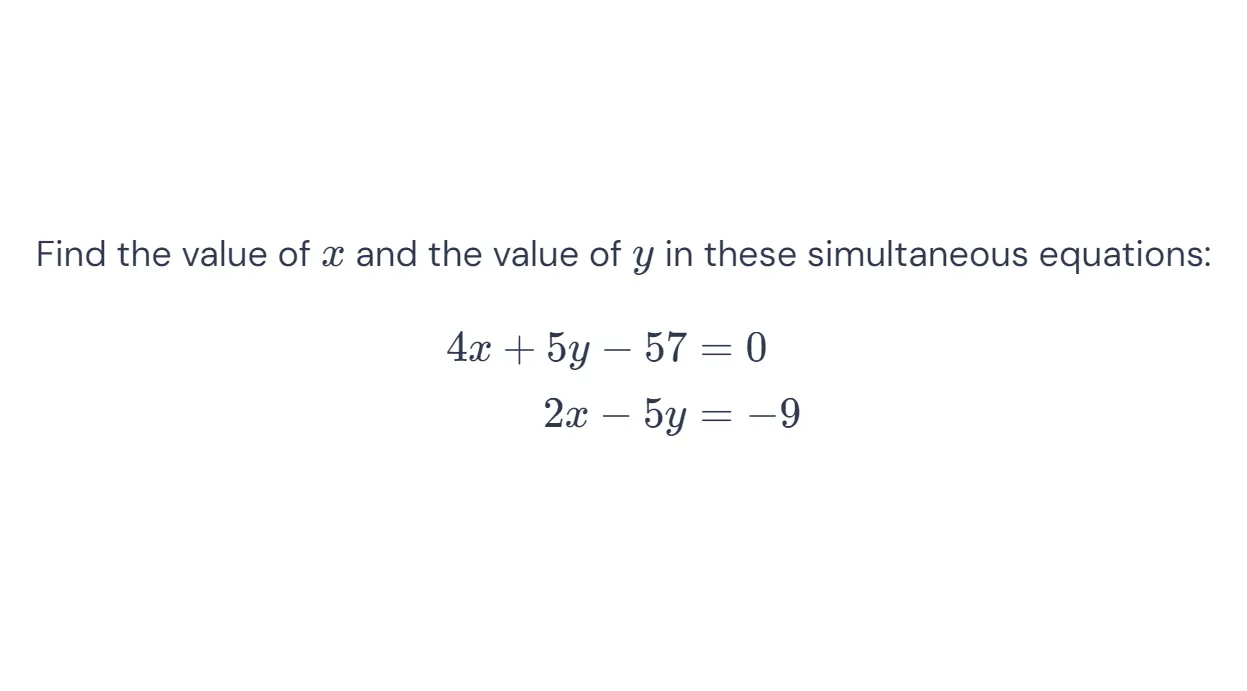 Find the value of x and the value of y in these simultaneous equations:
4x + 5y − 57 = 0
2x − 5y = −9